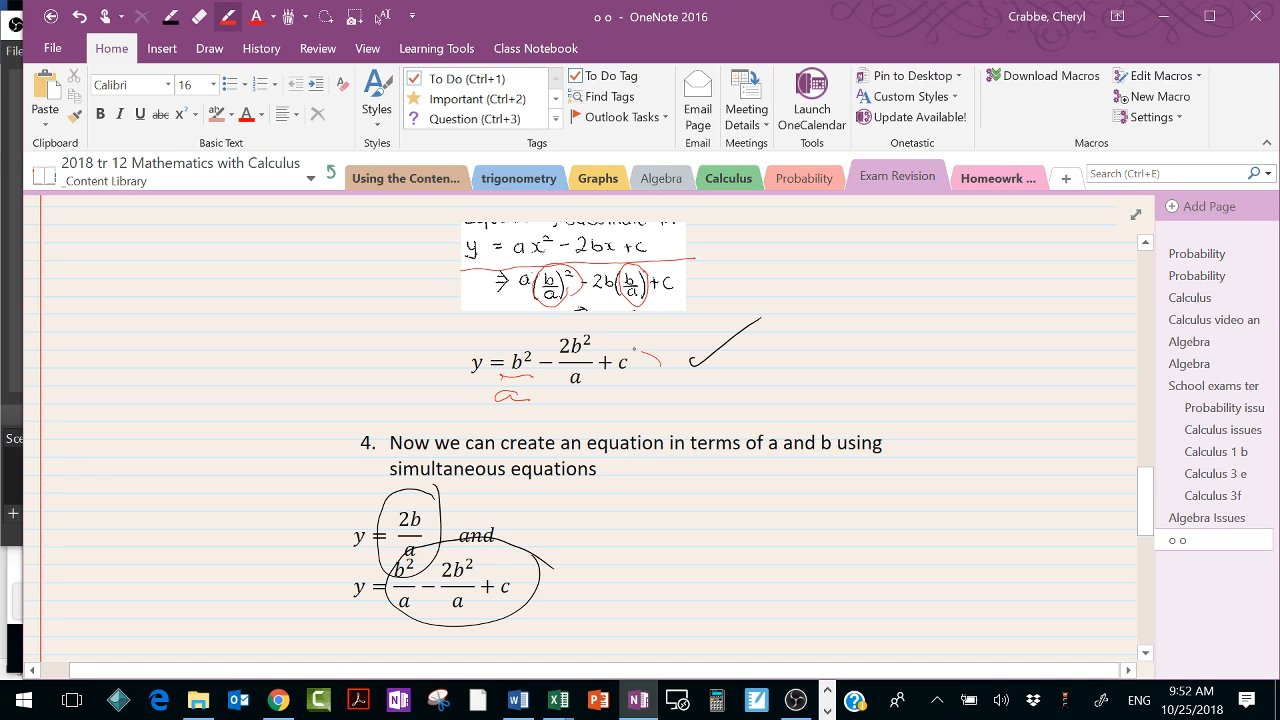 o o - OneNote 2016
Crabbe, Cheryl
File
File Home Insert Draw History Review View Learning Tools Class Notebook
Paste
Calibri 16
B I U abc X²
Basic Text
Styles
Styles
To Do (Ctrl+1)
Important (Ctrl+2)
Question (Ctrl+3)
To Do Tag
Find Tags
Outlook Tasks
Tags
Email Page
Email
Meeting Details
Meetings
Launch OneCalendar
Tools
Pin to Desktop
Custom Styles
Update Available!
Onetastic
Download Macros
Edit Macros
New Macro
Settings
Macros
2018 tr 12 Mathematics with Calculus
_Content Library
Using the Conten... trigonometry Graphs Algebra Calculus Probability Exam Revision Homeowrk ... +
Search (Ctrl+E)
Add Page
Probability
Probability
Calculus
Calculus video an
Algebra
Algebra
School exams ter
Probability issu
Calculus issues
Calculus 1 b
Calculus 3 e
Calculus 3f
Algebra Issues
o o
y = ax² - 2bx + c
⇒ a(b/a)² - 2b(b/a) + c
y = b² − 2b²/a + c
a
4. Now we can create an equation in terms of a and b using
simultaneous equations
y = 2b/a and
y = b²/a − 2b²/a + c
Sce
ENG
9:52 AM
10/25/2018